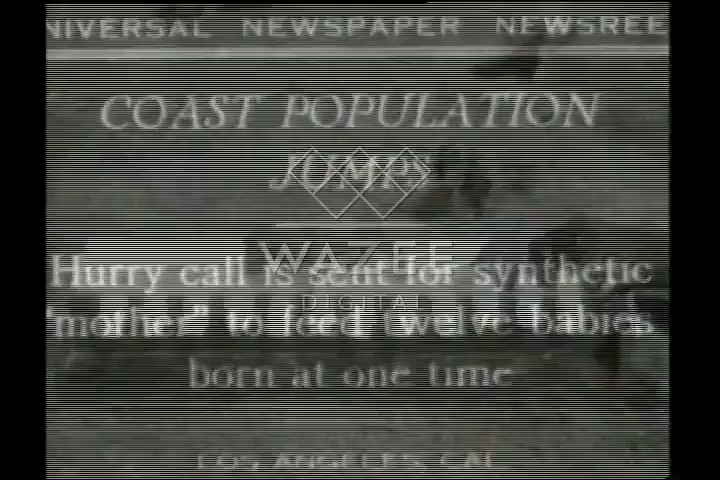 NIVERSAL NEWSPAPER NEWSREE
COAST POPULATION
JUMPS
WAZEE
DIGITAL
Hurry call is sent for synthetic
"mother" to feed twelve babies
born at one time
LOS ANGELES, CAL